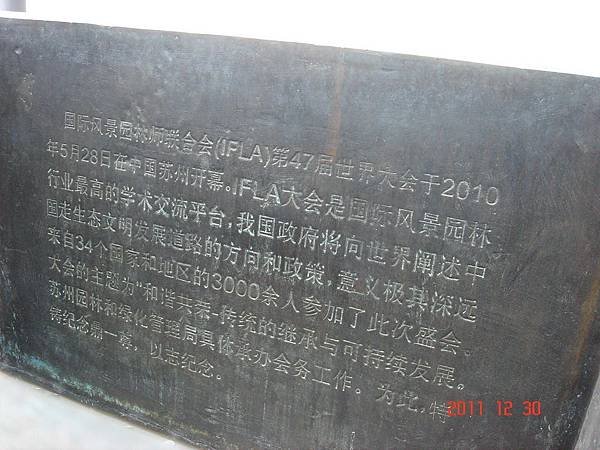 国际风景园林师联合会(IFLA)第47届世界大会于2010
年5月28日在中国苏州开幕。IFLA大会是国际风景园林
行业最高的学术交流平台,我国政府将向世界阐述中
国走生态文明发展道路的方向和政策,意义极其深远
来自34个国家和地区的3000余人参加了此次盛会。
大会的主题为“和谐共荣-传统的继承与可持续发展。
苏州园林和绿化管理局具体承办会务工作。为此,特
铸纪念鼎一尊,以志纪念。
2011 12 30